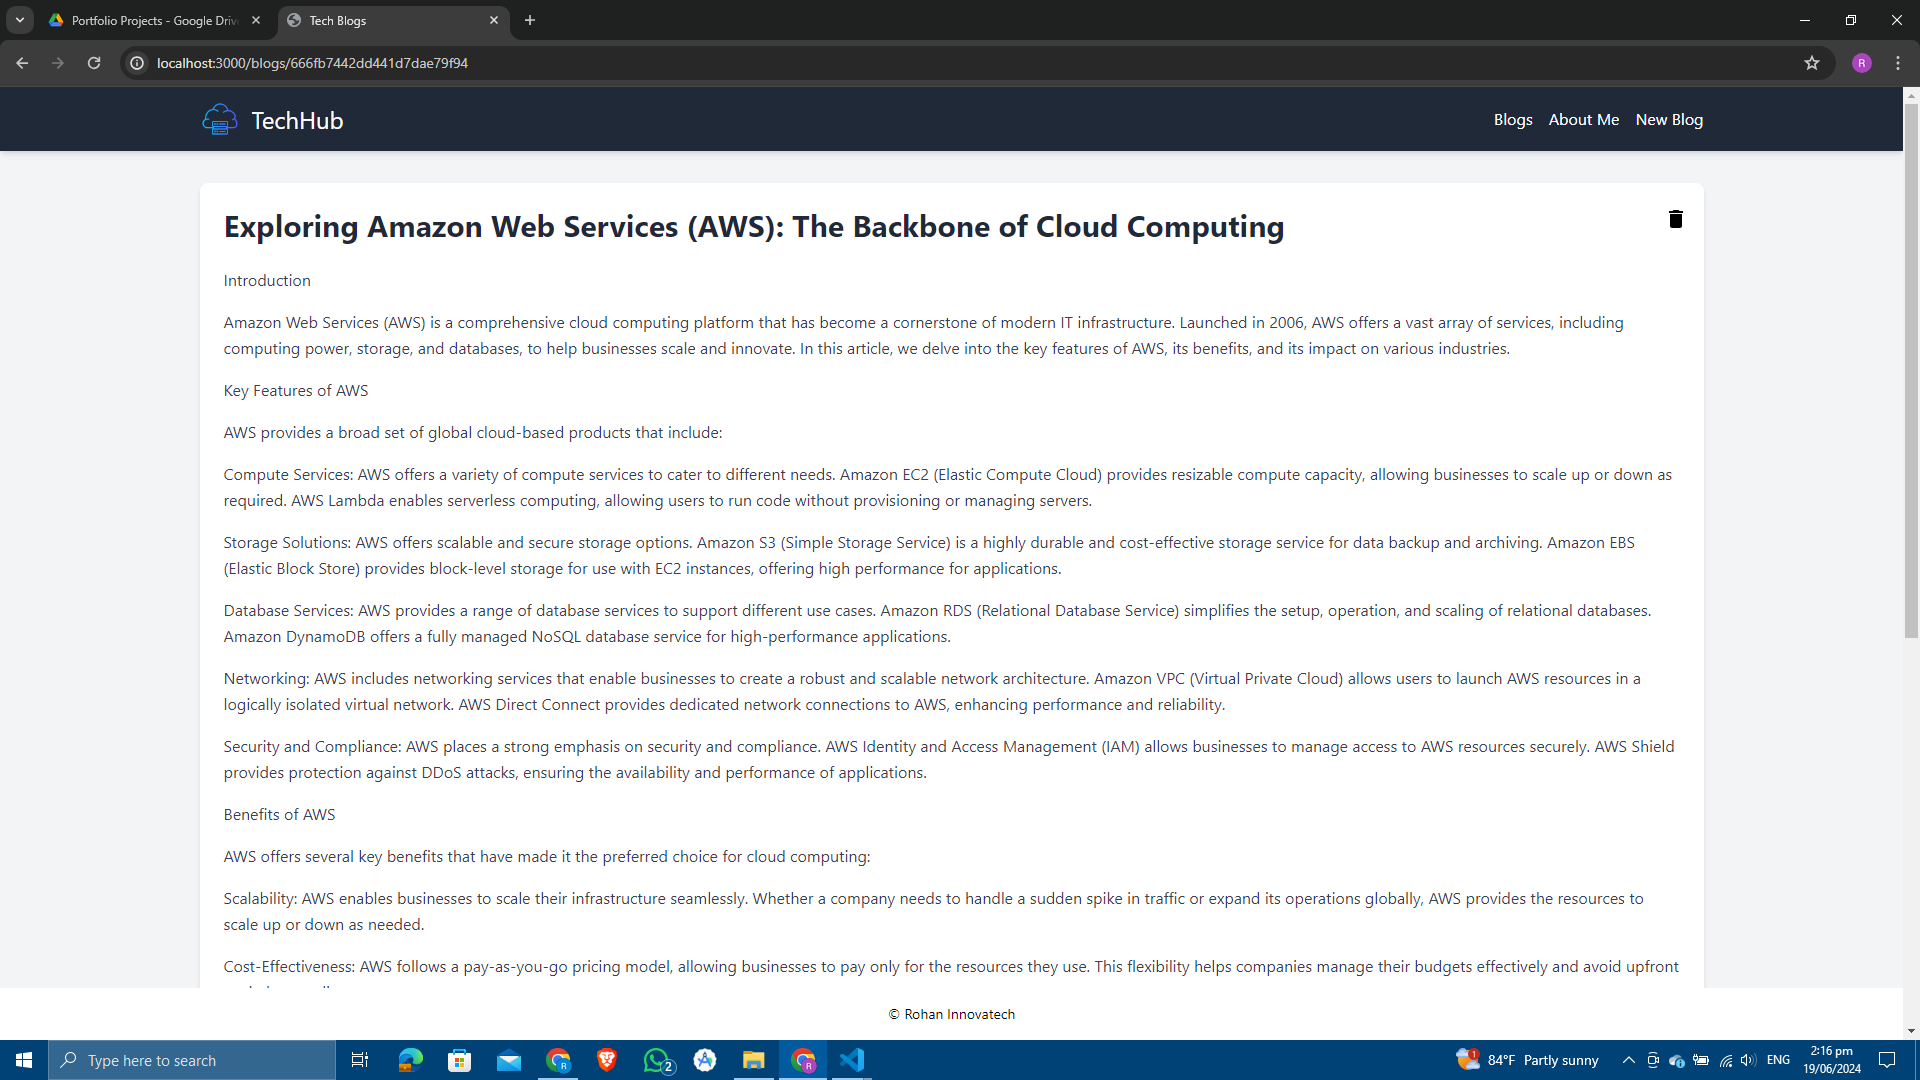 Portfolio Projects - Google Driv
Tech Blogs
localhost:3000/blogs/666fb7442dd441d7dae79f94
R
TechHub
Blogs
About Me
New Blog
Exploring Amazon Web Services (AWS): The Backbone of Cloud Computing
Introduction
Amazon Web Services (AWS) is a comprehensive cloud computing platform that has become a cornerstone of modern IT infrastructure. Launched in 2006, AWS offers a vast array of services, including
computing power, storage, and databases, to help businesses scale and innovate. In this article, we delve into the key features of AWS, its benefits, and its impact on various industries.
Key Features of AWS
AWS provides a broad set of global cloud-based products that include:
Compute Services: AWS offers a variety of compute services to cater to different needs. Amazon EC2 (Elastic Compute Cloud) provides resizable compute capacity, allowing businesses to scale up or down as
required. AWS Lambda enables serverless computing, allowing users to run code without provisioning or managing servers.
Storage Solutions: AWS offers scalable and secure storage options. Amazon S3 (Simple Storage Service) is a highly durable and cost-effective storage service for data backup and archiving. Amazon EBS
(Elastic Block Store) provides block-level storage for use with EC2 instances, offering high performance for applications.
Database Services: AWS provides a range of database services to support different use cases. Amazon RDS (Relational Database Service) simplifies the setup, operation, and scaling of relational databases.
Amazon DynamoDB offers a fully managed NoSQL database service for high-performance applications.
Networking: AWS includes networking services that enable businesses to create a robust and scalable network architecture. Amazon VPC (Virtual Private Cloud) allows users to launch AWS resources in a
logically isolated virtual network. AWS Direct Connect provides dedicated network connections to AWS, enhancing performance and reliability.
Security and Compliance: AWS places a strong emphasis on security and compliance. AWS Identity and Access Management (IAM) allows businesses to manage access to AWS resources securely. AWS Shield
provides protection against DDoS attacks, ensuring the availability and performance of applications.
Benefits of AWS
AWS offers several key benefits that have made it the preferred choice for cloud computing:
Scalability: AWS enables businesses to scale their infrastructure seamlessly. Whether a company needs to handle a sudden spike in traffic or expand its operations globally, AWS provides the resources to
scale up or down as needed.
Cost-Effectiveness: AWS follows a pay-as-you-go pricing model, allowing businesses to pay only for the resources they use. This flexibility helps companies manage their budgets effectively and avoid upfront
© Rohan Innovatech
Type here to search
R
2
R
1
84°F Partly sunny
ENG
2:16 pm
19/06/2024